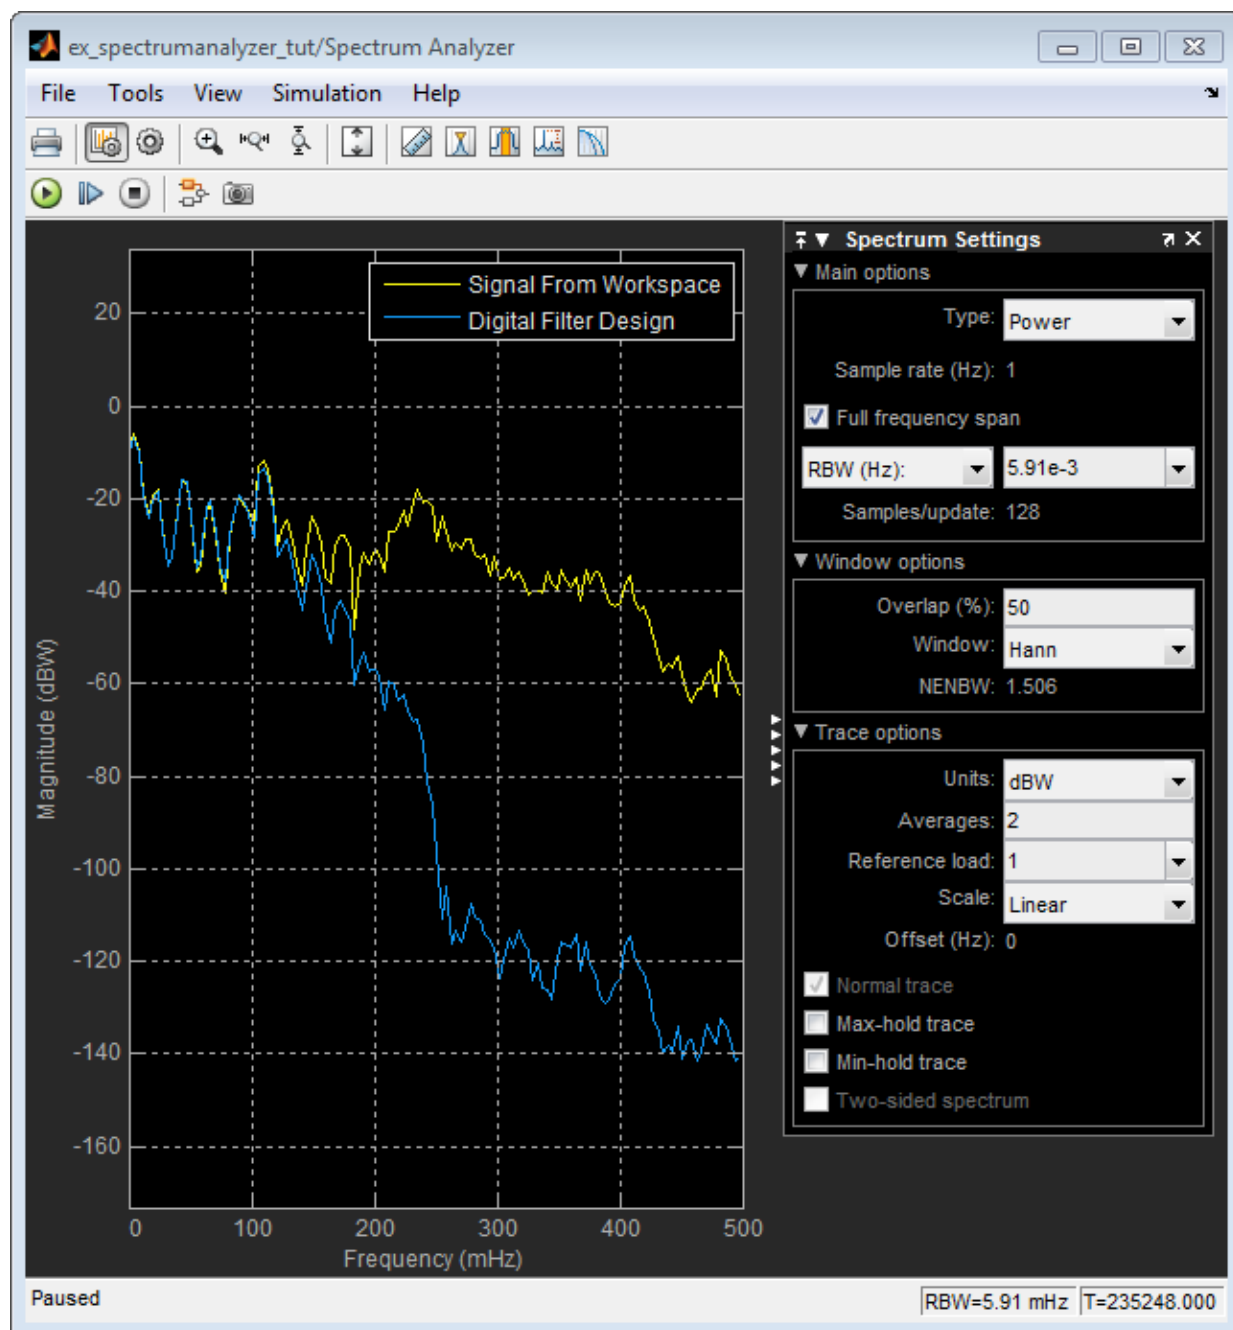 ex_spectrumanalyzer_tut/Spectrum Analyzer
File Tools View Simulation Help
Spectrum Settings
Main options
Type: Power
Sample rate (Hz): 1
Full frequency span
RBW (Hz): 5.91e-3
Samples/update: 128
Window options
Overlap (%): 50
Window: Hann
NENBW: 1.506
Trace options
Units: dBW
Averages: 2
Reference load: 1
Scale: Linear
Offset (Hz): 0
Normal trace
Max-hold trace
Min-hold trace
Two-sided spectrum
Signal From Workspace
Digital Filter Design
20
0
-20
-40
-60
-80
-100
-120
-140
-160
Magnitude (dBW)
0 100 200 300 400 500
Frequency (mHz)
Paused
RBW=5.91 mHz T=235248.000